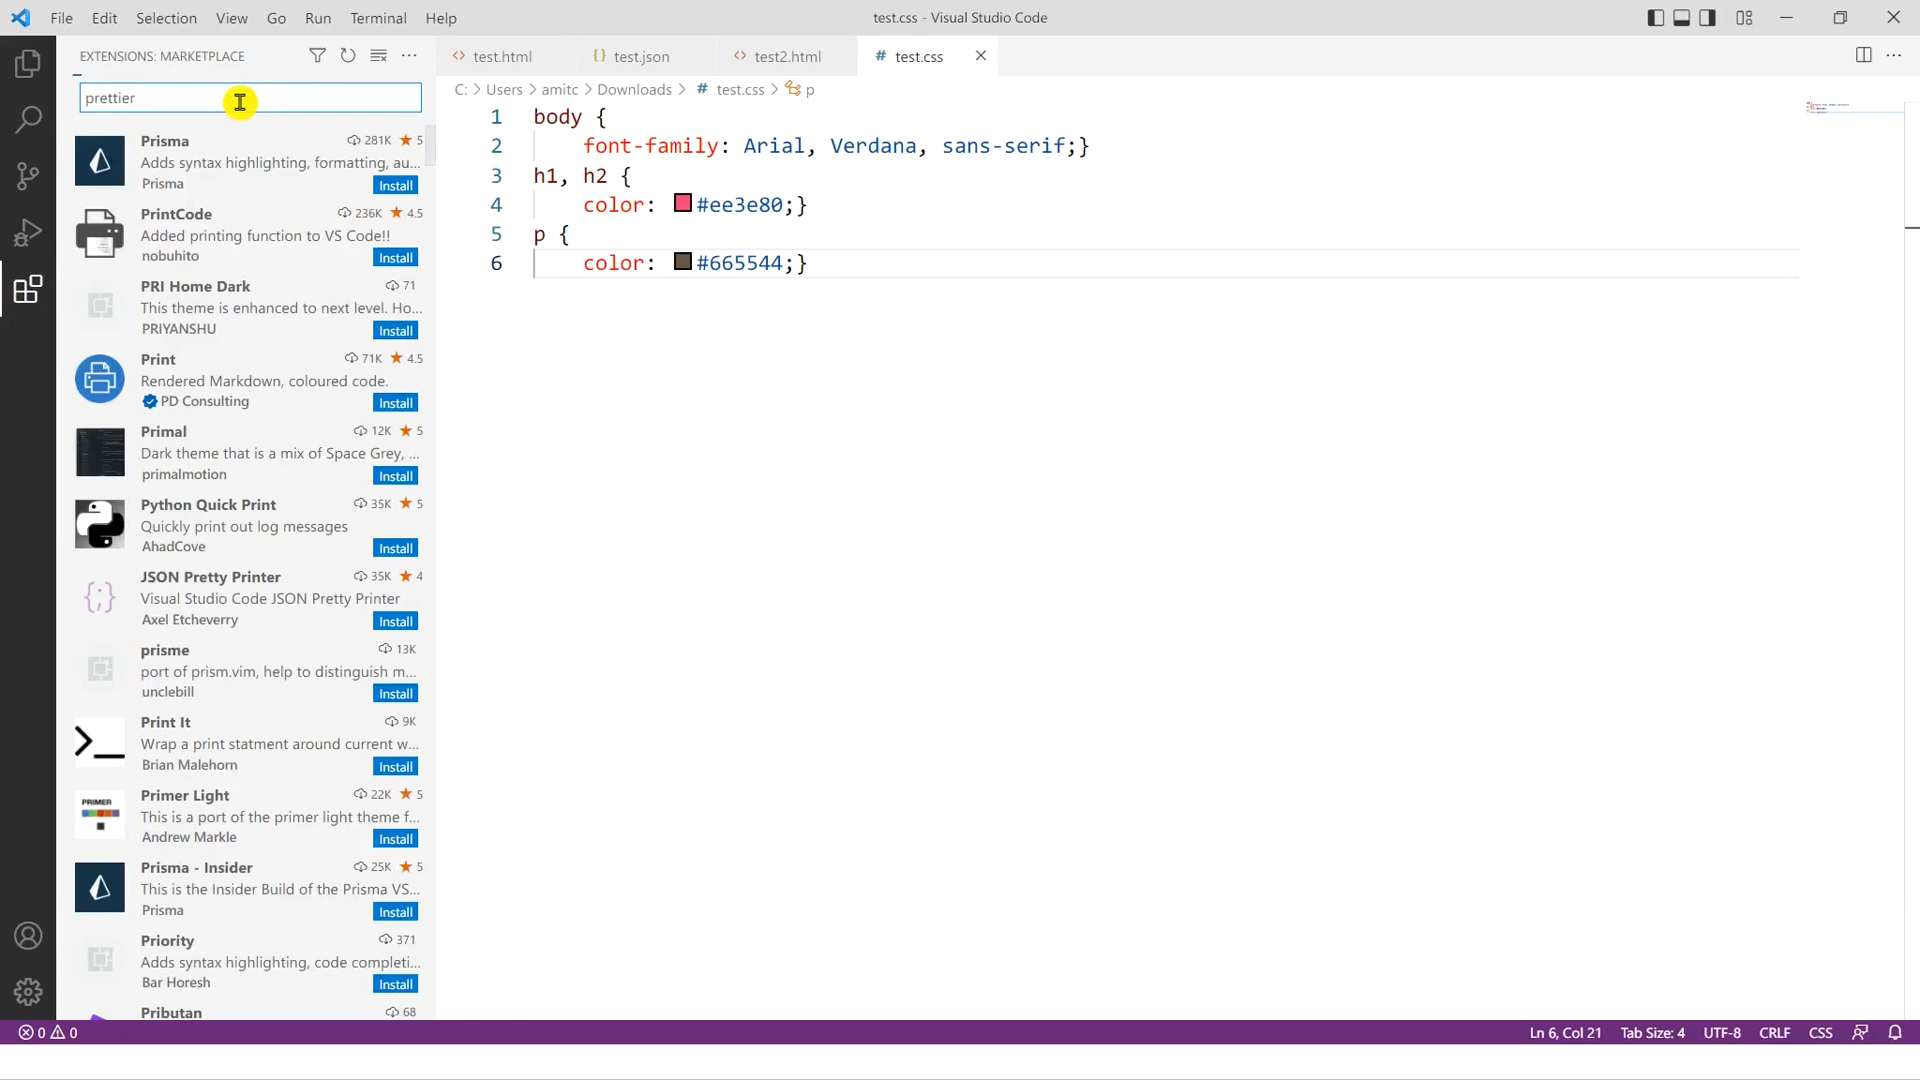 File Edit Selection View Go Run Terminal Help
test.css - Visual Studio Code
EXTENSIONS: MARKETPLACE
test.html
test.json
test2.html
# test.css
prettier
C: > Users > amitc > Downloads > # test.css > p
Prisma 281K ★ 5
Adds syntax highlighting, formatting, au...
Prisma Install
PrintCode 236K ★ 4.5
Added printing function to VS Code!!
nobuhito Install
PRI Home Dark 71
This theme is enhanced to next level. Ho...
PRIYANSHU Install
Print 71K ★ 4.5
Rendered Markdown, coloured code.
PD Consulting Install
Primal 12K ★ 5
Dark theme that is a mix of Space Grey, ...
primalmotion Install
Python Quick Print 35K ★ 5
Quickly print out log messages
AhadCove Install
JSON Pretty Printer 35K ★ 4
Visual Studio Code JSON Pretty Printer
Axel Etcheverry Install
prisme 13K
port of prism.vim, help to distinguish m...
unclebill Install
Print It 9K
Wrap a print statment around current w...
Brian Malehorn Install
PRIMER
Primer Light 22K ★ 5
This is a port of the primer light theme f...
Andrew Markle Install
Prisma - Insider 25K ★ 5
This is the Insider Build of the Prisma VS...
Prisma Install
Priority 371
Adds syntax highlighting, code completi...
Bar Horesh Install
Pributan 68
1 body {
2 font-family: Arial, Verdana, sans-serif;}
3 h1, h2 {
4 color: #ee3e80;}
5 p {
6 color: #665544;}
0 0
Ln 6, Col 21 Tab Size: 4 UTF-8 CRLF CSS